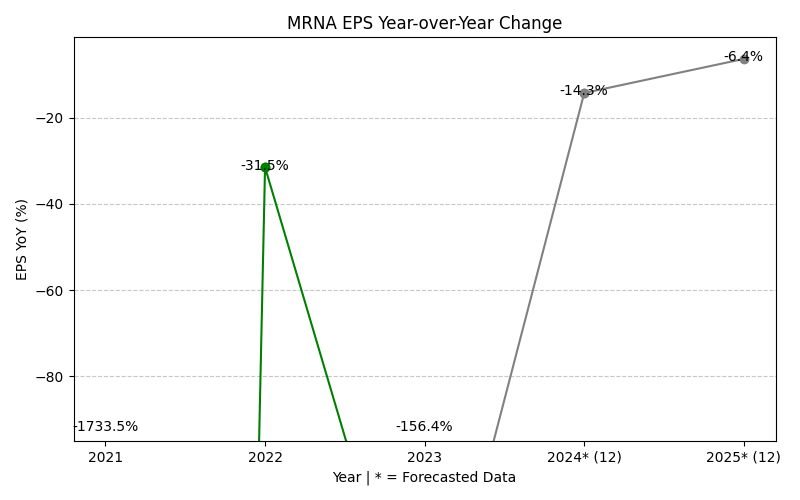 MRNA EPS Year-over-Year Change
-6.4%
-14.3%
-31.5%
-1733.5%
-156.4%
EPS YoY (%)
−20
−40
−60
−80
2021 2022 2023 2024* (12) 2025* (12)
Year | * = Forecasted Data